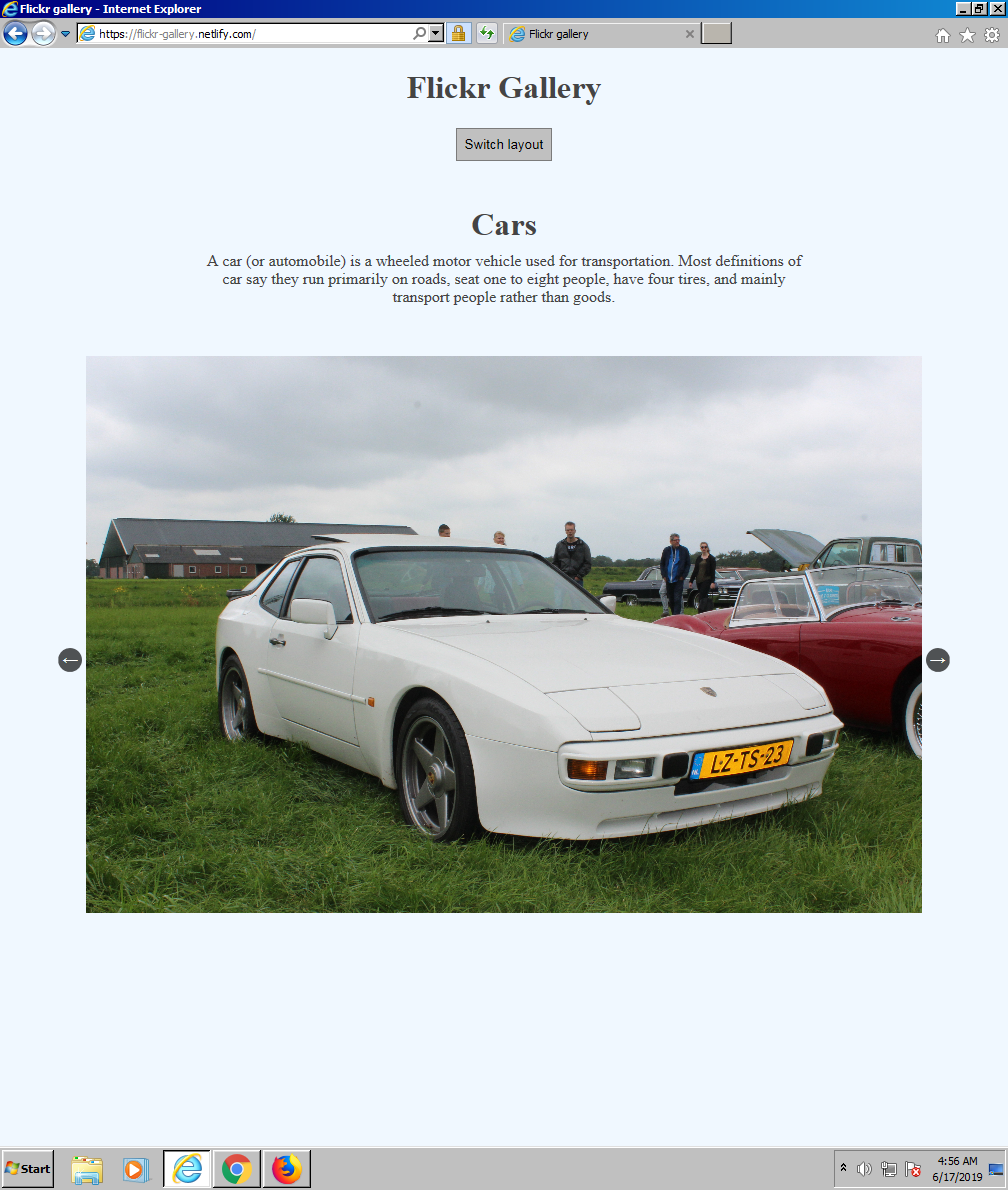 Flickr gallery - Internet Explorer
https://flickr-gallery.netlify.com/
Flickr gallery
Flickr Gallery
Switch layout
Cars
A car (or automobile) is a wheeled motor vehicle used for transportation. Most definitions of
car say they run primarily on roads, seat one to eight people, have four tires, and mainly
transport people rather than goods.
NL LZ-TS-23
Start
4:56 AM
6/17/2019